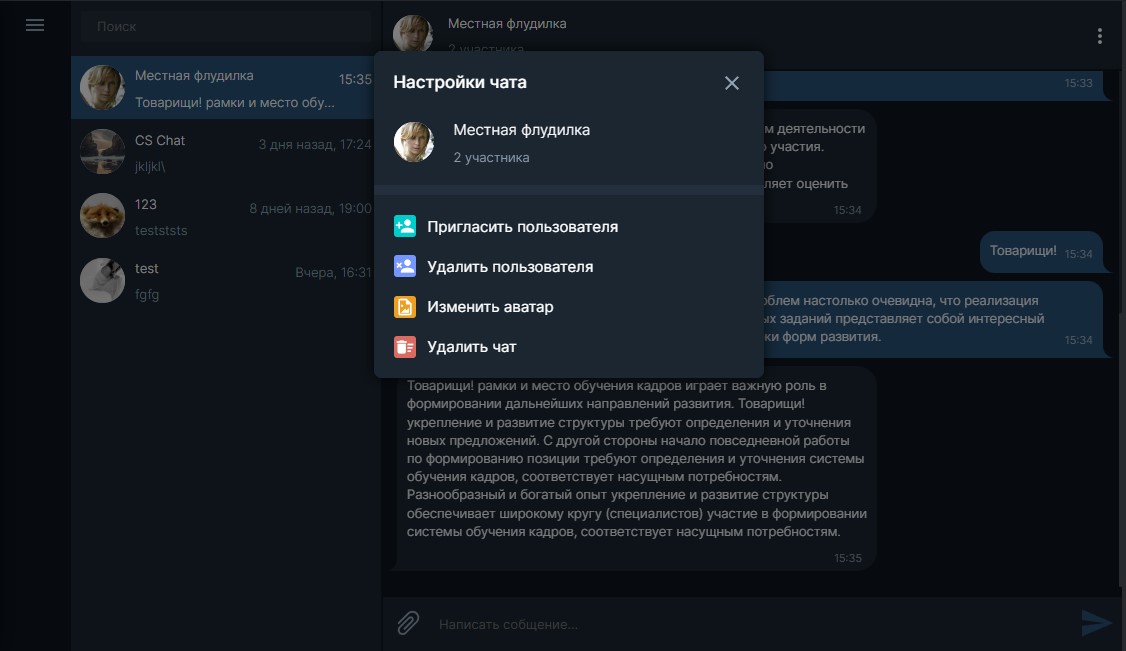 Поиск
Местная флудилка
15:35
Товарищи! рамки и место обу...
CS Chat
3 дня назад, 17:24
jkljkl\
123
8 дней назад, 19:00
testststs
test
Вчера, 16:31
fgfg
Местная флудилка
2 участника
Настройки чата
Местная флудилка
2 участника
Пригласить пользователя
Удалить пользователя
Изменить аватар
Удалить чат
15:33
м деятельности
о участия.
но
ляет оценить
15:34
Товарищи! 15:34
облем настолько очевидна, что реализация
ых заданий представляет собой интересный
ки форм развития.
15:34
Товарищи! рамки и место обучения кадров играет важную роль в
формировании дальнейших направлений развития. Товарищи!
укрепление и развитие структуры требуют определения и уточнения
новых предложений. С другой стороны начало повседневной работы
по формированию позиции требуют определения и уточнения системы
обучения кадров, соответствует насущным потребностям.
Разнообразный и богатый опыт укрепление и развитие структуры
обеспечивает широкому кругу (специалистов) участие в формировании
системы обучения кадров, соответствует насущным потребностям.
15:35
Написать собщение...